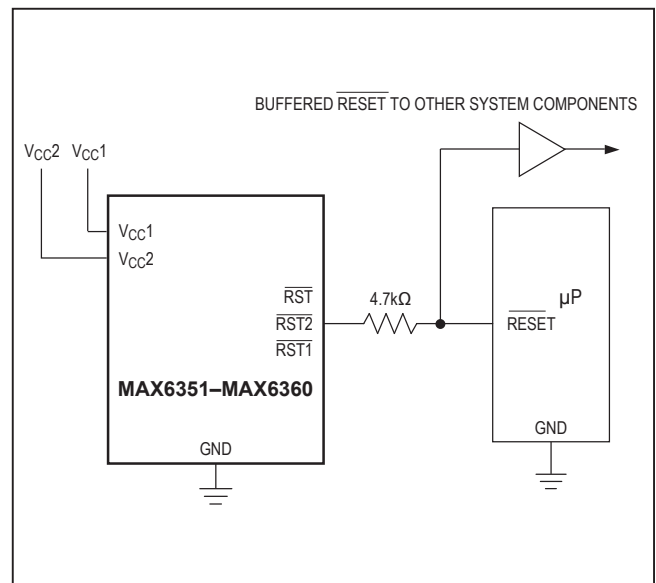 BUFFERED RESET TO OTHER SYSTEM COMPONENTS
VCC2 VCC1
VCC1
VCC2
RST
RST2
RST1
4.7kΩ
RESET
µP
MAX6351–MAX6360
GND
GND